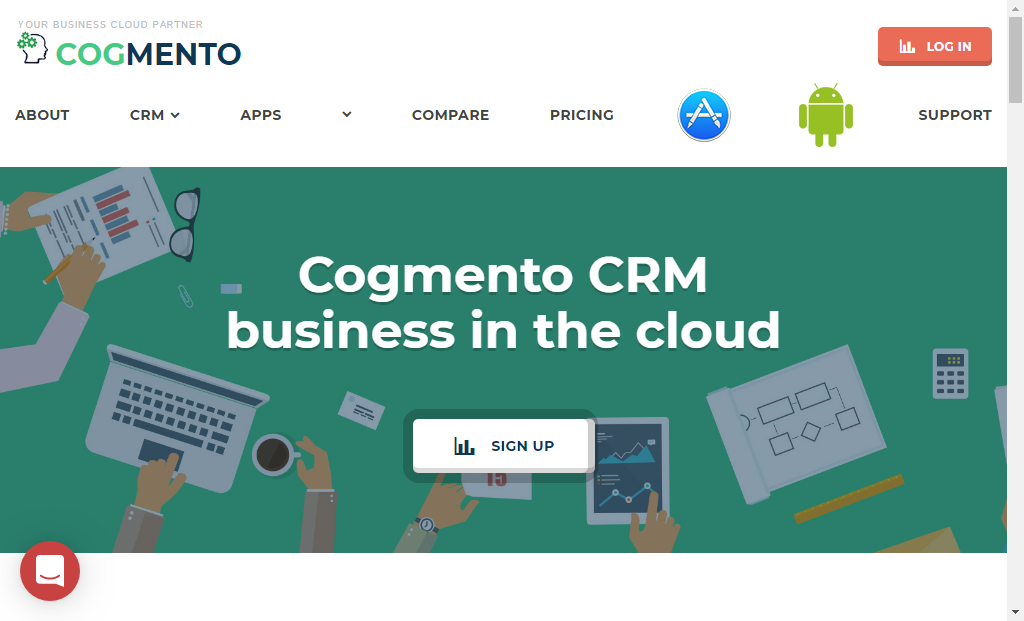 YOUR BUSINESS CLOUD PARTNER
COGMENTO
LOG IN
ABOUT
CRM
APPS
COMPARE
PRICING
SUPPORT
Cogmento CRM
business in the cloud
SIGN UP
15